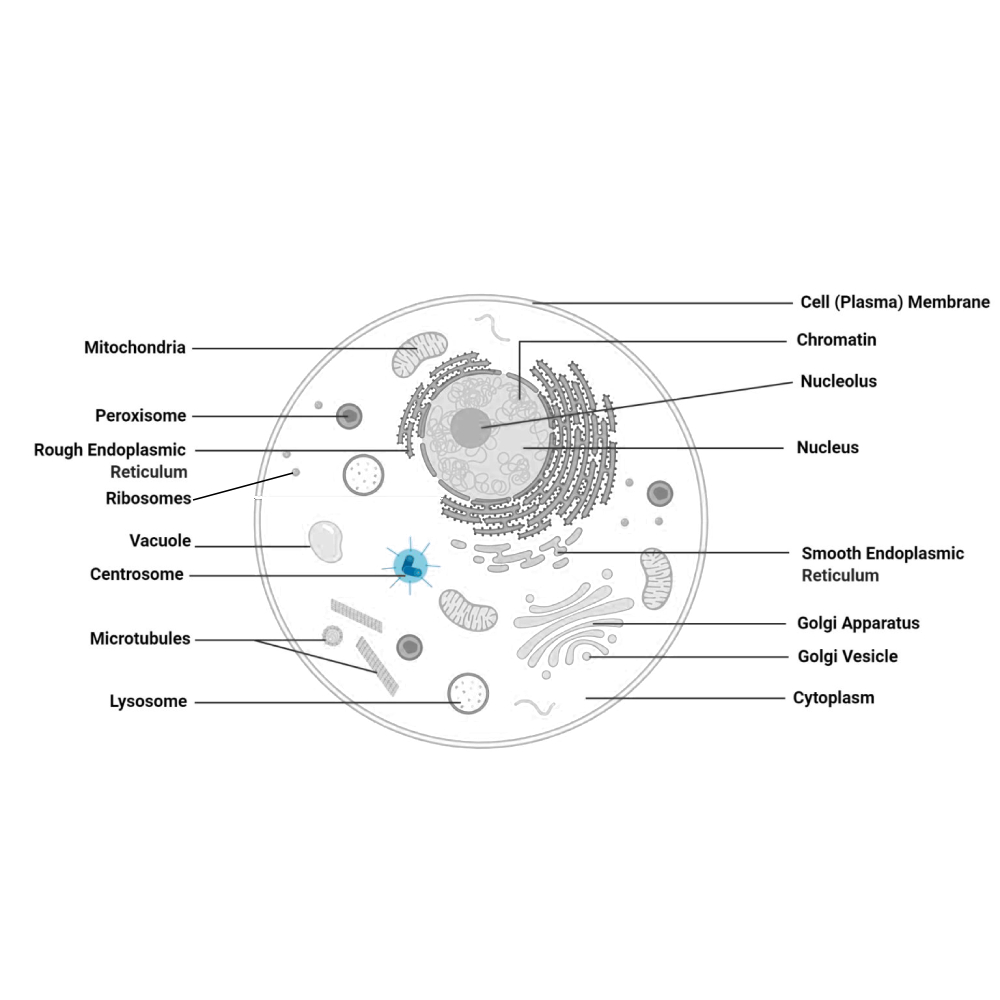 Mitochondria
Peroxisome
Rough Endoplasmic
Reticulum
Ribosomes
Vacuole
Centrosome
Microtubules
Lysosome
Cell (Plasma) Membrane
Chromatin
Nucleolus
Nucleus
Smooth Endoplasmic
Reticulum
Golgi Apparatus
Golgi Vesicle
Cytoplasm